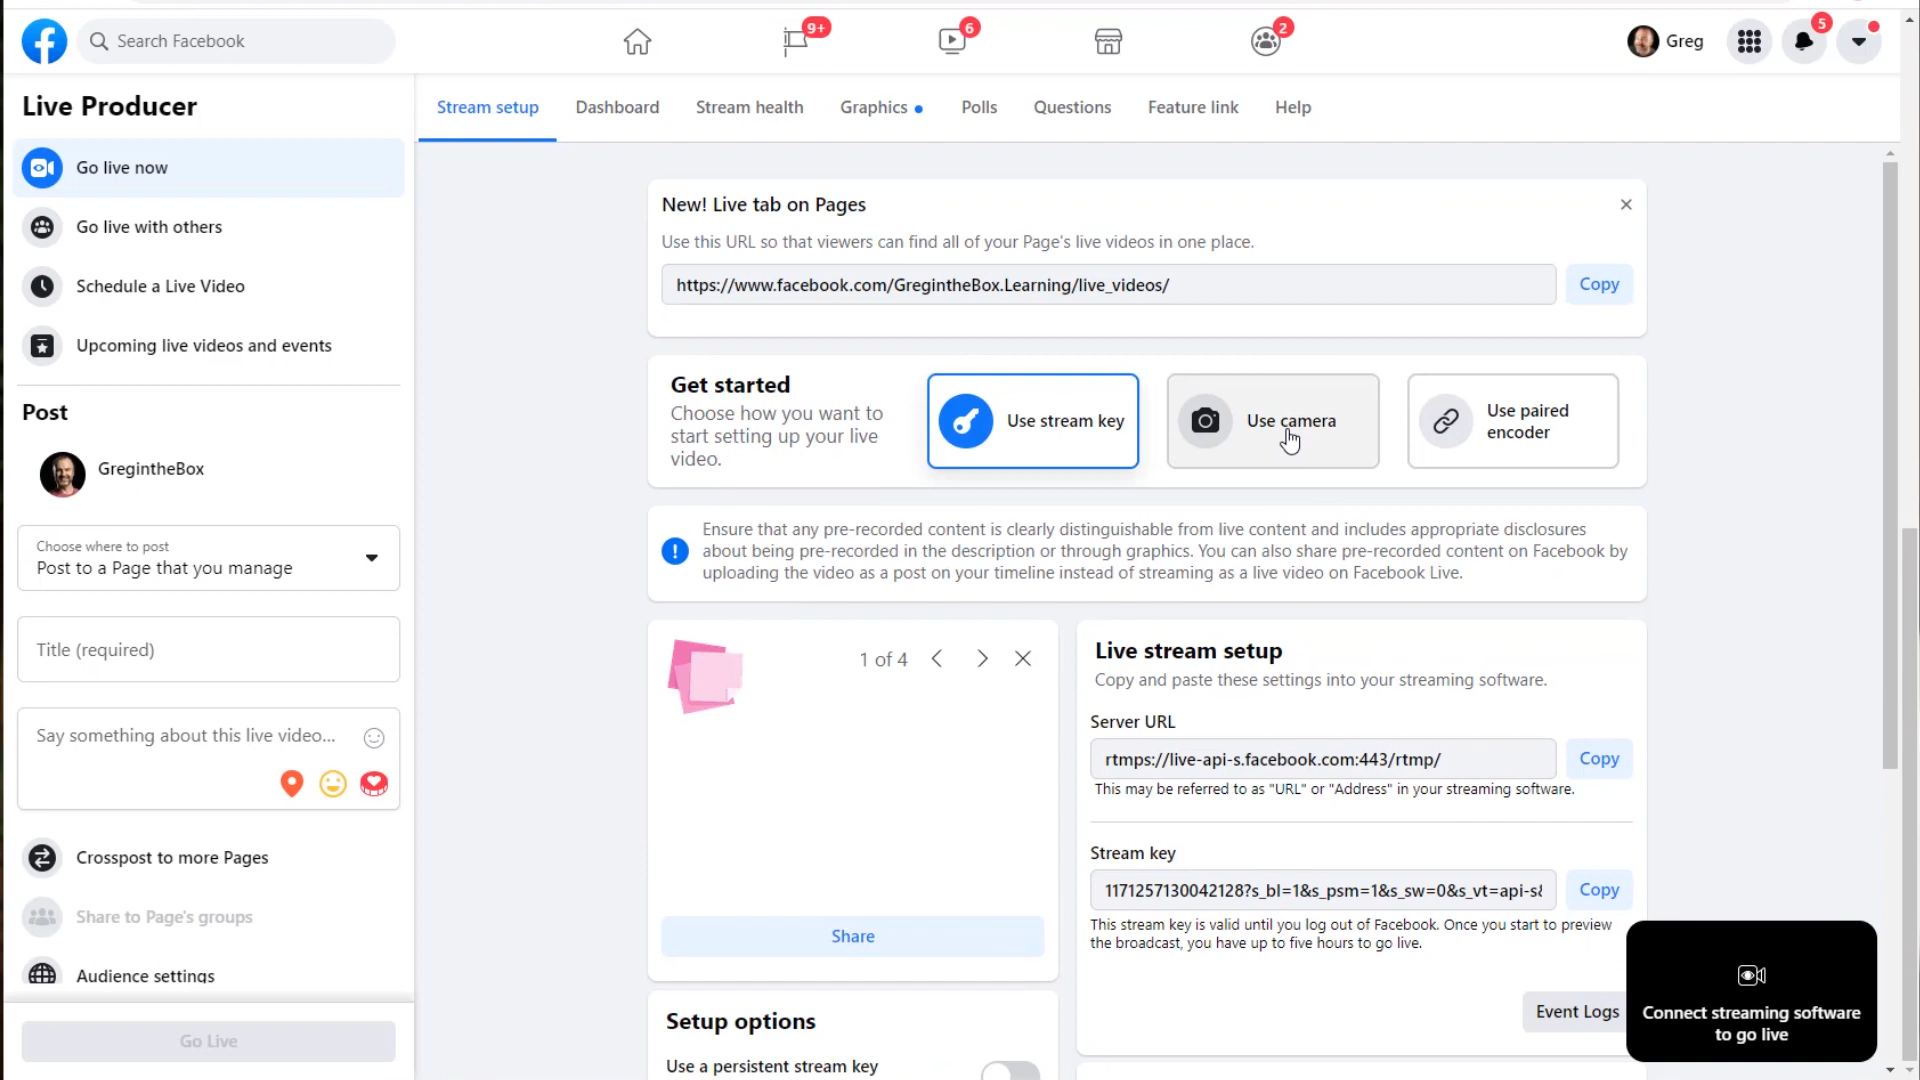 Search Facebook
9+
6
2
Greg
5
Live Producer
Go live now
Go live with others
Schedule a Live Video
Upcoming live videos and events
Post
GregintheBox
Choose where to post
Post to a Page that you manage
Title (required)
Say something about this live video...
Crosspost to more Pages
Share to Page's groups
Audience settings
Go Live
Stream setup
Dashboard
Stream health
Graphics
Polls
Questions
Feature link
Help
New! Live tab on Pages
Use this URL so that viewers can find all of your Page's live videos in one place.
https://www.facebook.com/GregintheBox.Learning/live_videos/
Copy
Get started
Choose how you want to
start setting up your live
video.
Use stream key
Use camera
Use paired
encoder
Ensure that any pre-recorded content is clearly distinguishable from live content and includes appropriate disclosures
about being pre-recorded in the description or through graphics. You can also share pre-recorded content on Facebook by
uploading the video as a post on your timeline instead of streaming as a live video on Facebook Live.
1 of 4
Share
Setup options
Use a persistent stream key
Live stream setup
Copy and paste these settings into your streaming software.
Server URL
rtmps://live-api-s.facebook.com:443/rtmp/
Copy
This may be referred to as "URL" or "Address" in your streaming software.
Stream key
1171257130042128?s_bl=1&s_psm=1&s_sw=0&s_vt=api-s&
Copy
This stream key is valid until you log out of Facebook. Once you start to preview
the broadcast, you have up to five hours to go live.
Event Logs
Connect streaming software
to go live